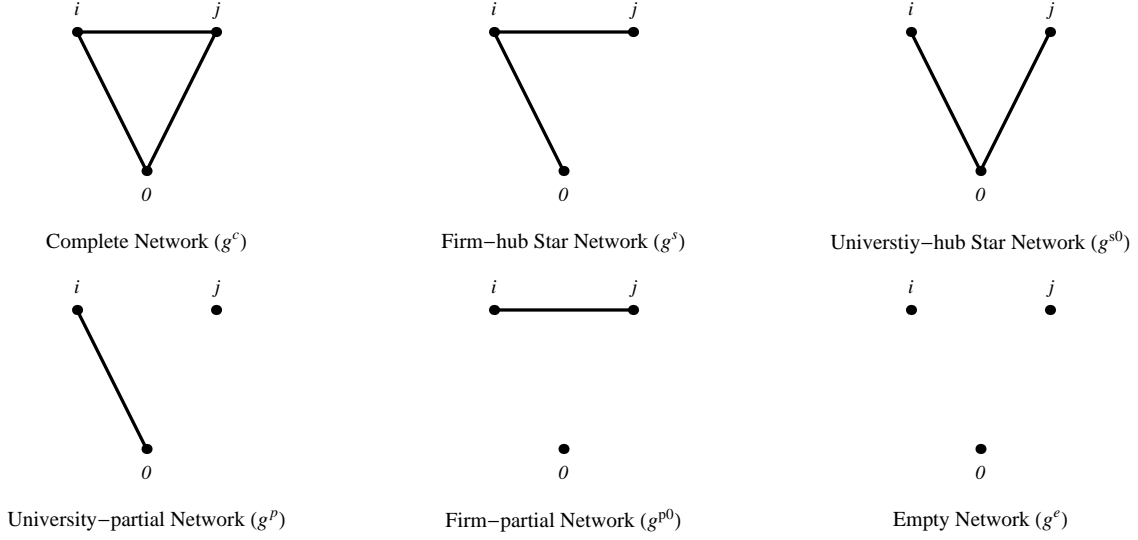 i j i j i j
0 0 0
Complete Network (g^c) Firm−hub Star Network (g^s) Universtiy−hub Star Network (g^s0)
i j i j i j
0 0 0
University−partial Network (g^p) Firm−partial Network (g^p0) Empty Network (g^e)